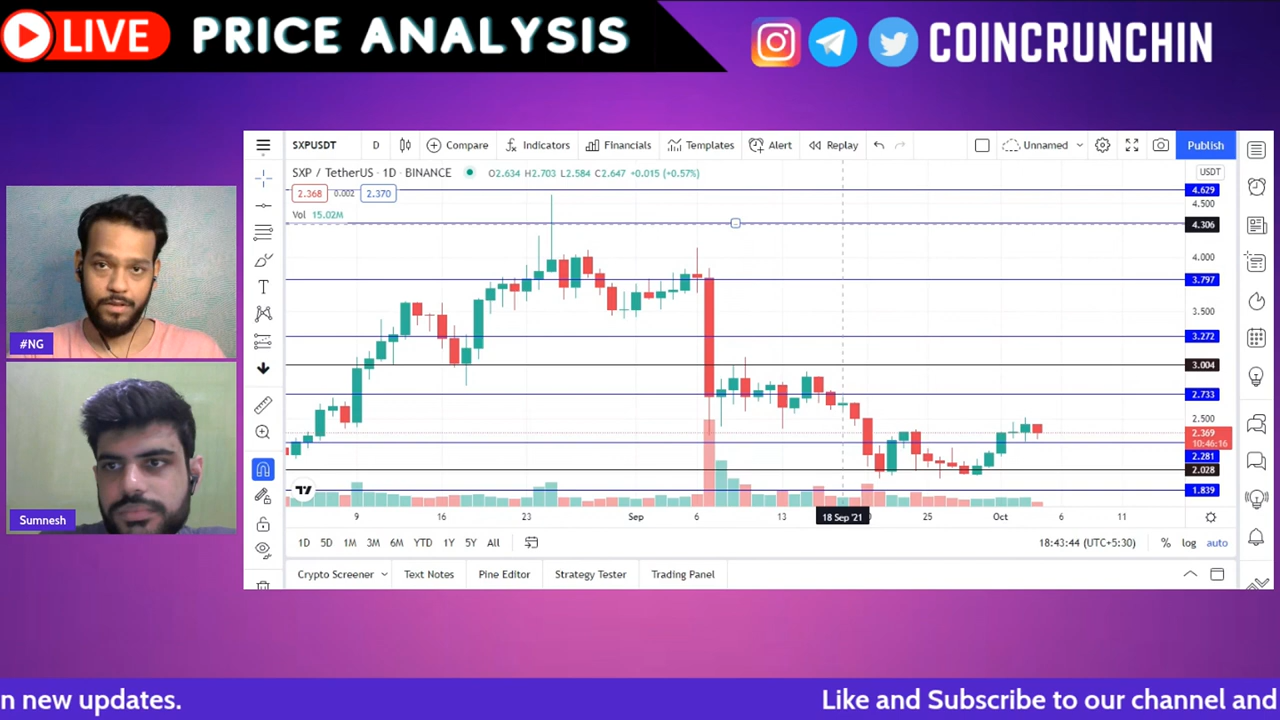 LIVE PRICE ANALYSIS COINCRUNCHIN
SXPUSDT D Compare Indicators Financials Templates Alert Replay Unnamed Publish
SXP / TetherUS · 1D · BINANCE O2.634 H2.703 L2.584 C2.647 +0.015 (+0.57%) USDT
2.368 0.002 2.370
Vol 15.02M
4.629
4.500
4.306
4.000
3.797
3.500
3.272
3.004
2.733
2.500
2.369
10:46:16
2.281
2.028
1.839
#NG
Sumnesh
9 16 23 Sep 6 13 18 Sep '21 25 Oct 6 11
1D 5D 1M 3M 6M YTD 1Y 5Y All 18:43:44 (UTC+5:30) % log auto
Crypto Screener Text Notes Pine Editor Strategy Tester Trading Panel
n new updates. Like and Subscribe to our channel and